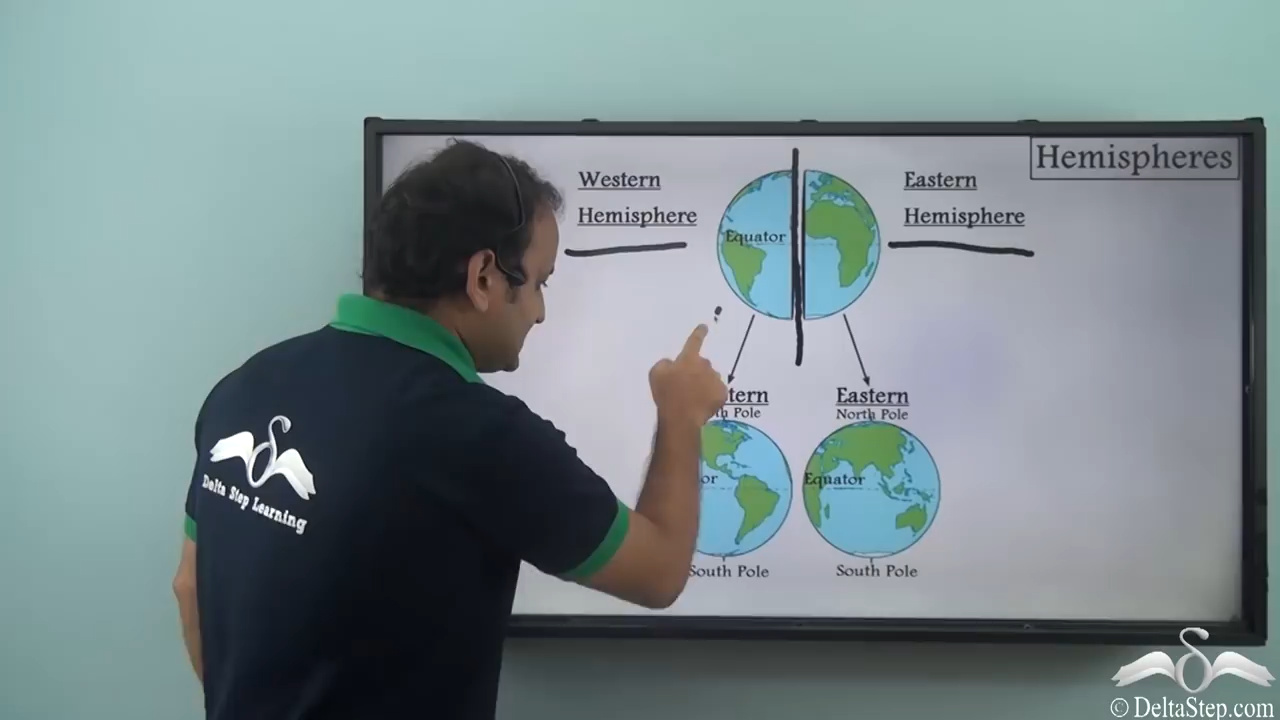 Hemispheres
Western
Hemisphere
Eastern
Hemisphere
Equator
Eastern
North Pole
Equator
South Pole
South Pole
Delta Step Learning
© DeltaStep.com